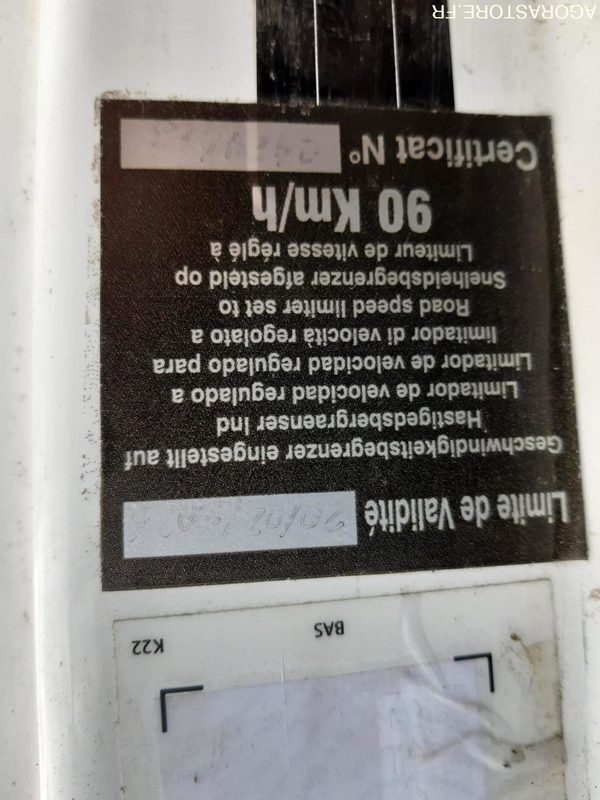 AGORASTORE.FR
K22
BAS
Limite de Validité
Geschwindigkeitsbegrenzer eingestellt auf
Hastigedsbergraenser Ind
Limitador de velocidad regulado a
Limitador de velocidad regulado para
limitador di velocità regolato a
Road speed limiter set to
Snelheidsbegrenzer afgesteld op
Limiteur de vitesse réglé à
90 Km/h
Certificat N°